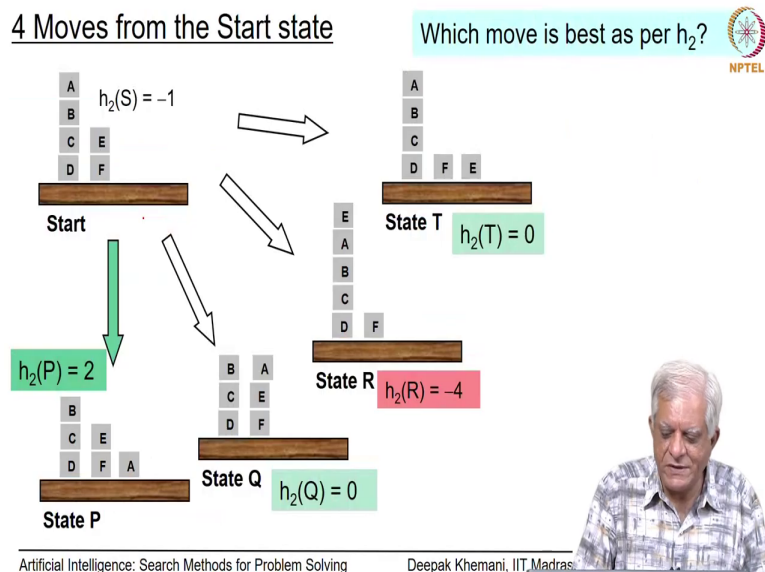 4 Moves from the Start state
Which move is best as per h₂?
NPTEL
A
B
C E
D F
h₂(S) = –1
Start
A
B
C
D F E
State T
h₂(T) = 0
E
A
B
C
D F
State R
h₂(R) = –4
B A
C E
D F
State Q
h₂(Q) = 0
h₂(P) = 2
B
C E
D F A
State P
Artificial Intelligence: Search Methods for Problem Solving
Deepak Khemani, IIT Madras